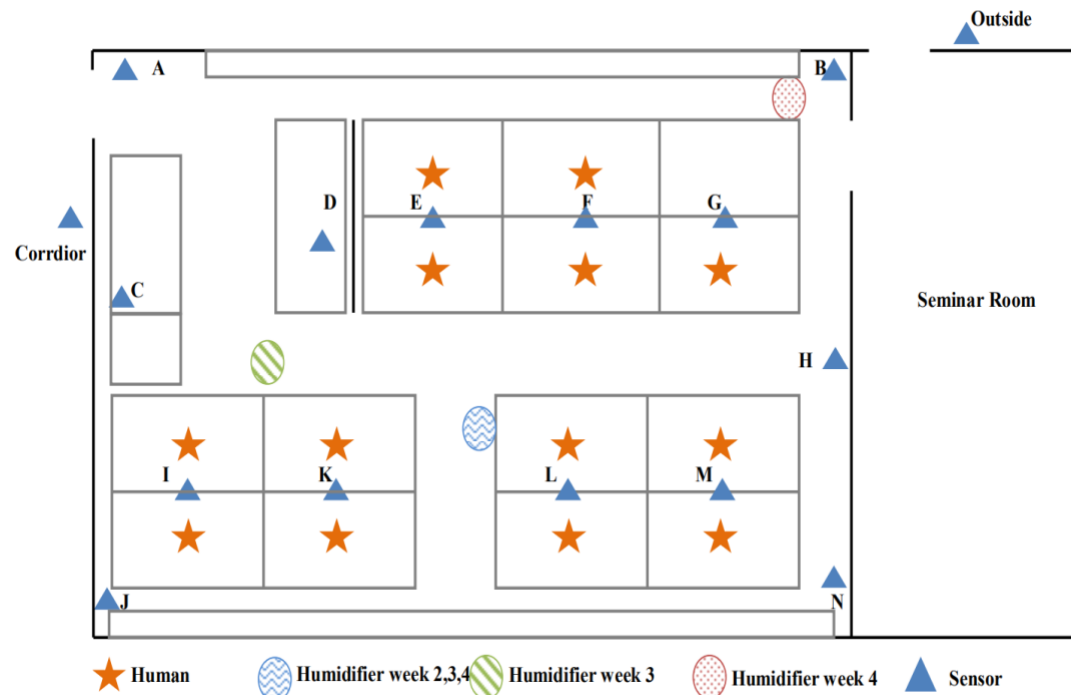 Outside
A
B
D
E
F
G
Corrdior
C
Seminar Room
H
I
K
L
M
J
N
Human
Humidifier week 2,3,4
Humidifier week 3
Humidifier week 4
Sensor